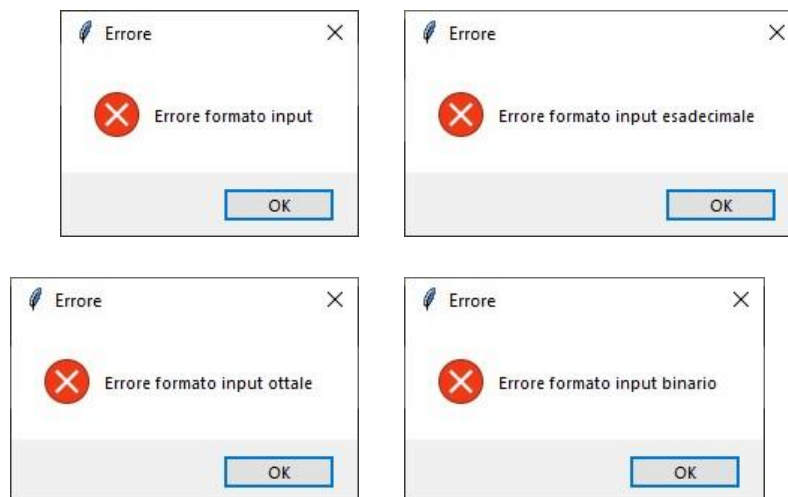 Errore
Errore formato input
OK
Errore
Errore formato input esadecimale
OK
Errore
Errore formato input ottale
OK
Errore
Errore formato input binario
OK